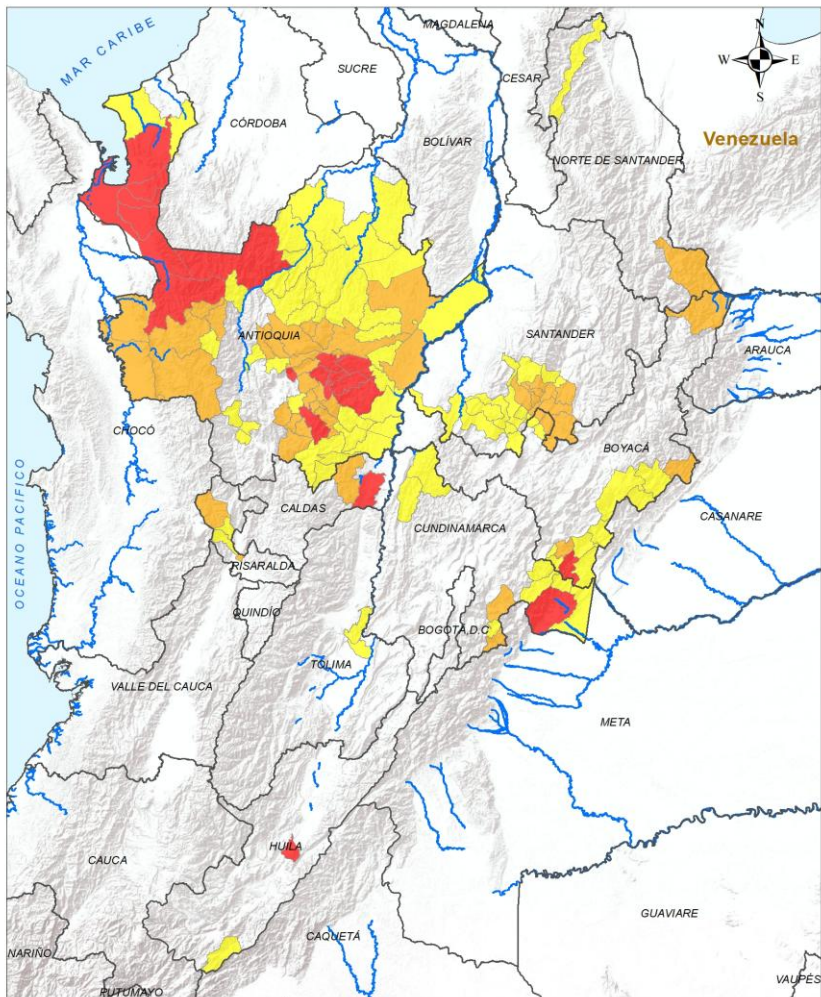 MAGDALENA
N
MAR CARIBE
SUCRE
CESAR
W
E
S
CÓRDOBA
BOLÍVAR
Venezuela
NORTE DE SANTANDER
ANTIOQUIA
SANTANDER
ARAUCA
CHOCÓ
BOYACÁ
OCEANO PACIFICO
CALDAS
CUNDINAMARCA
CASANARE
RISARALDA
QUINDÍO
BOGOTÁ, D.C
TOLIMA
VALLE DEL CAUCA
META
HUILA
CAUCA
GUAVIARE
CAQUETÁ
NARIÑO
PUTUMAYO
VAUPÉS